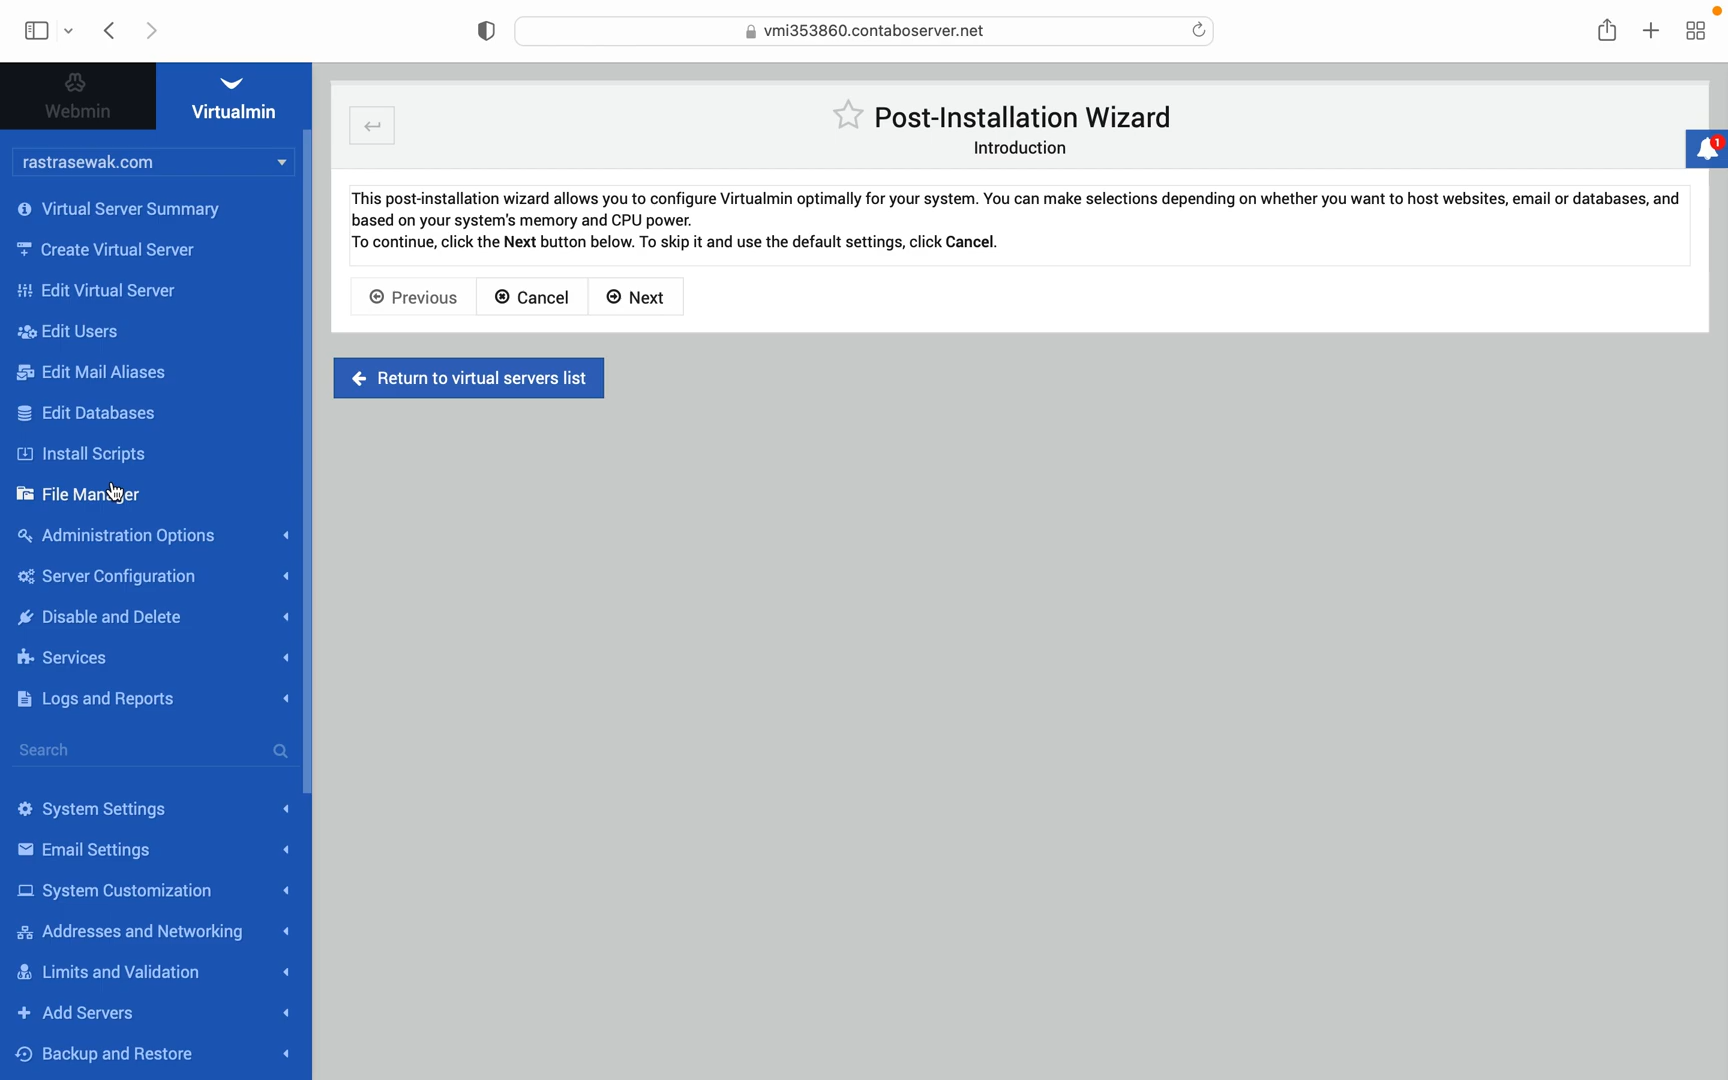 vmi353860.contaboserver.net
Webmin
Virtualmin
rastrasewak.com
Virtual Server Summary
Create Virtual Server
Edit Virtual Server
Edit Users
Edit Mail Aliases
Edit Databases
Install Scripts
File Manager
Administration Options
Server Configuration
Disable and Delete
Services
Logs and Reports
Search
System Settings
Email Settings
System Customization
Addresses and Networking
Limits and Validation
Add Servers
Backup and Restore
Post-Installation Wizard
Introduction
1
This post-installation wizard allows you to configure Virtualmin optimally for your system. You can make selections depending on whether you want to host websites, email or databases, and
based on your system's memory and CPU power.
To continue, click the Next button below. To skip it and use the default settings, click Cancel.
Previous
Cancel
Next
Return to virtual servers list